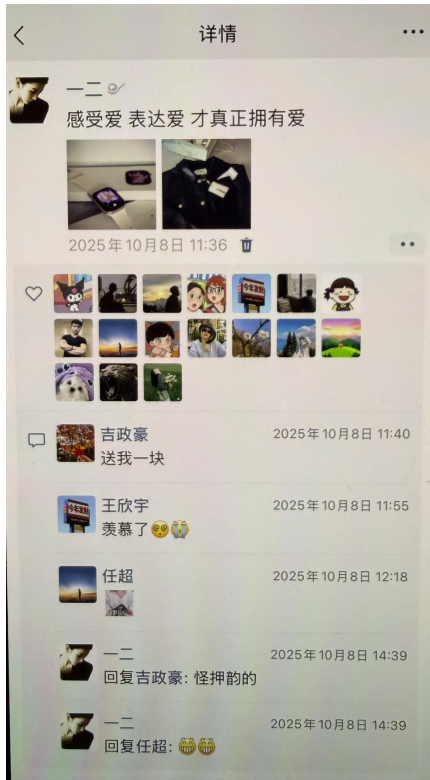 详情
一二
感受爱 表达爱 才真正拥有爱
2025年10月8日 11:36
吉政豪
2025年10月8日 11:40
送我一块
王欣宇
2025年10月8日 11:55
羡慕了😵‍💫😭
任超
2025年10月8日 12:18
一二
2025年10月8日 14:39
回复吉政豪: 怪押韵的
一二
2025年10月8日 14:39
回复任超: 😁😁